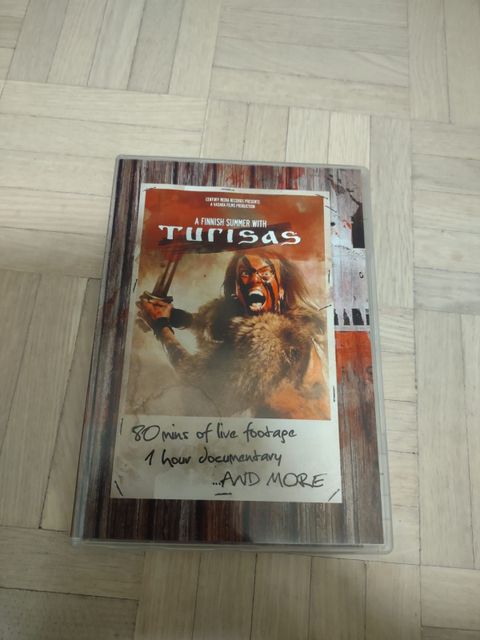 CENTURY MEDIA RECORDS PRESENTS
A VASARA FILMS PRODUCTION
A FINNISH SUMMER WITH
TURISAS
80 mins of live footage
1 hour documentary
...AND MORE